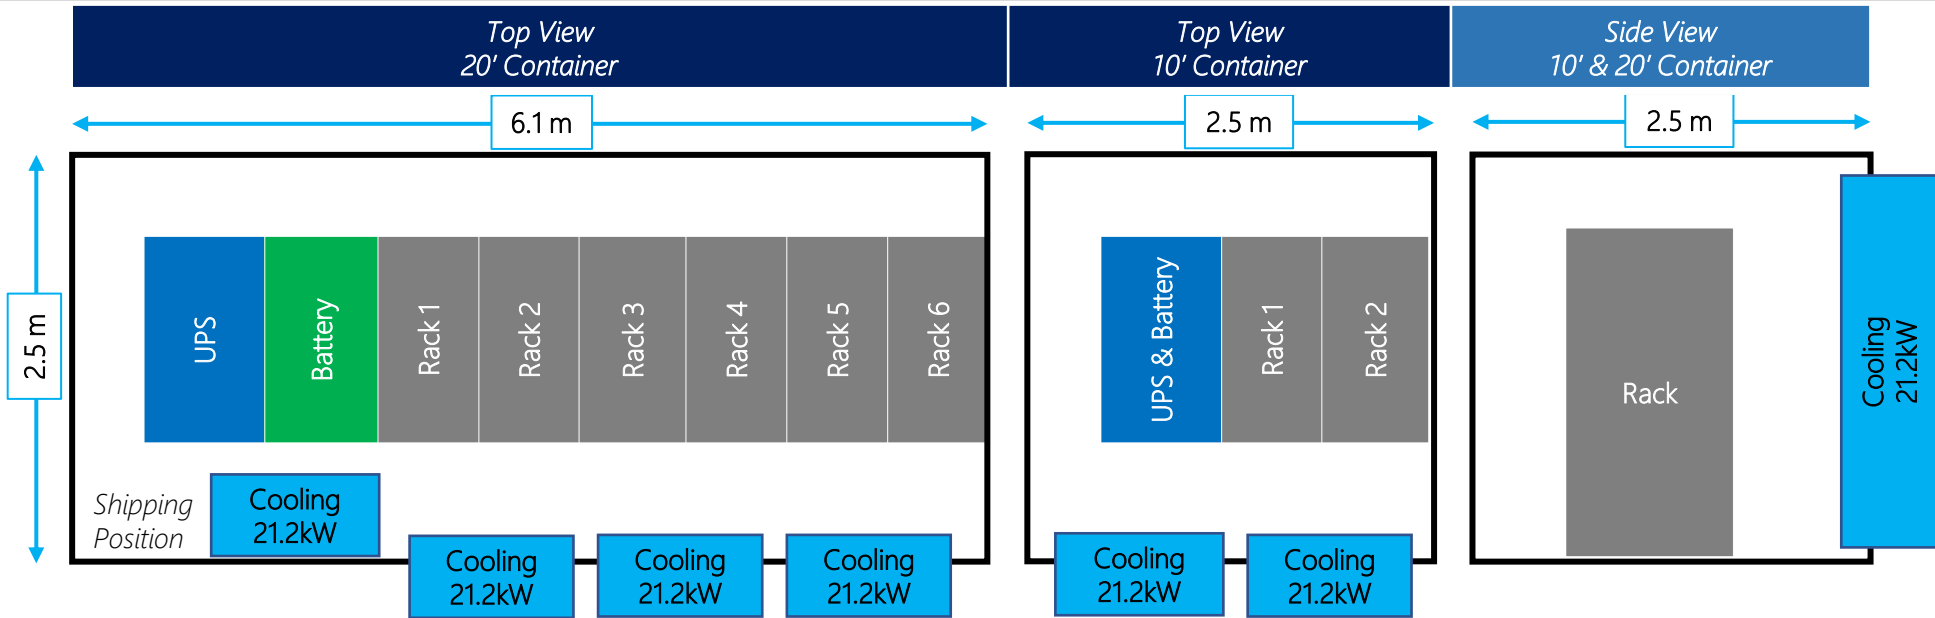 Top View
20' Container
Top View
10' Container
Side View
10' & 20' Container
6.1 m
2.5 m
2.5 m
2.5 m
UPS
Battery
Rack 1
Rack 2
Rack 3
Rack 4
Rack 5
Rack 6
Shipping
Position
Cooling
21.2kW
Cooling
21.2kW
Cooling
21.2kW
Cooling
21.2kW
UPS & Battery
Rack 1
Rack 2
Cooling
21.2kW
Cooling
21.2kW
Rack
Cooling
21.2kW